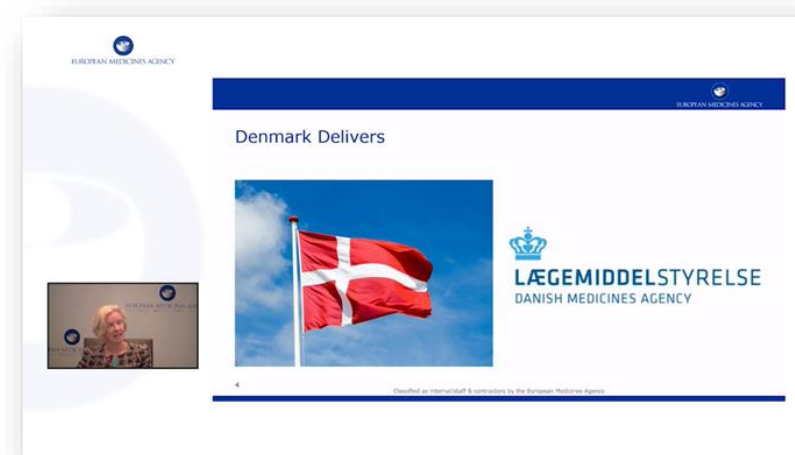 EUROPEAN MEDICINES AGENCY
EUROPEAN MEDICINES AGENCY
Denmark Delivers
LÆGEMIDDELSTYRELSE
DANISH MEDICINES AGENCY
4
Classified as internal/staff & contractors by the European Medicines Agency